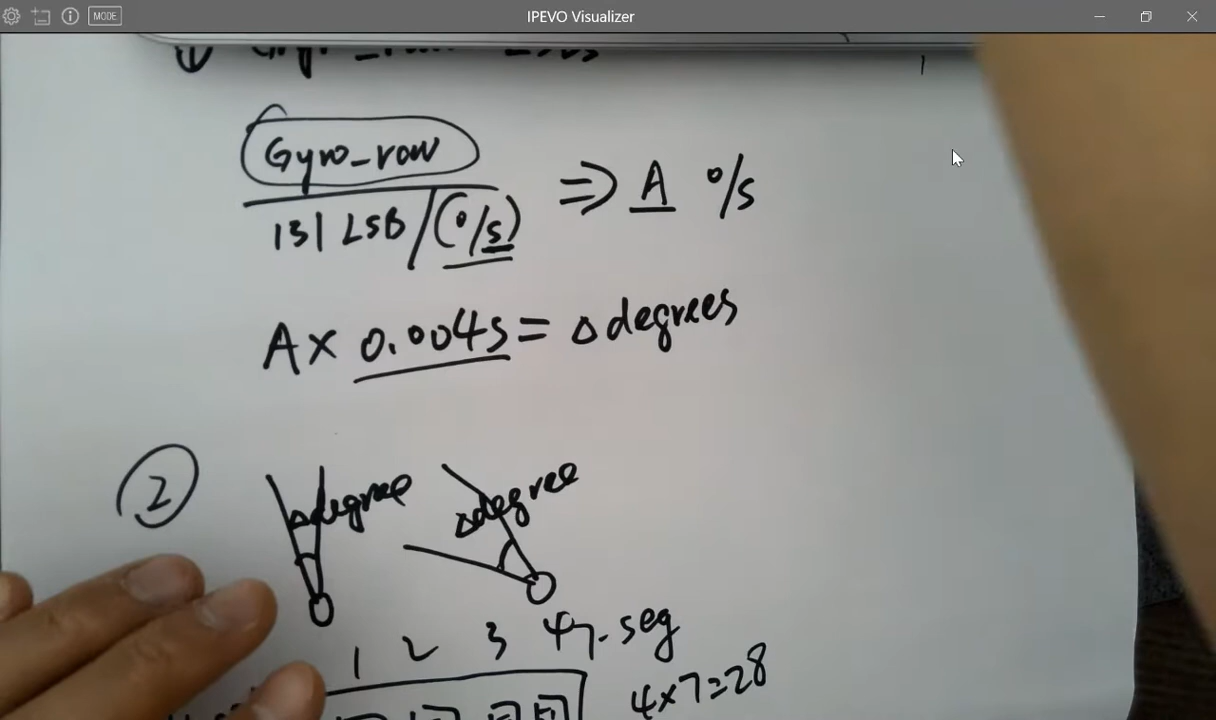 MODE
IPEVO Visualizer
Gyro_raw
131 LSB/(°/s) ⇒ A °/s
A × 0.004s = Δ degrees
②
Δdegree Δdegree
1 2 3 4 7-seg
4×7=28